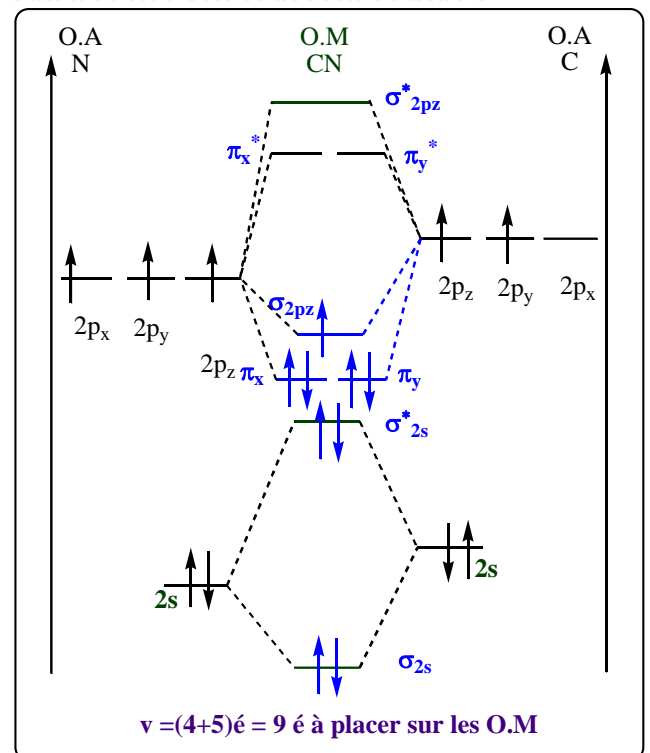 O.A O.M O.A
N CN C
σ*2pz
πx* πy*
2px 2py 2pz 2pz 2py 2px
σ2pz
πx πy
σ*2s
2s 2s
σ2s
v =(4+5)é = 9 é à placer sur les O.M